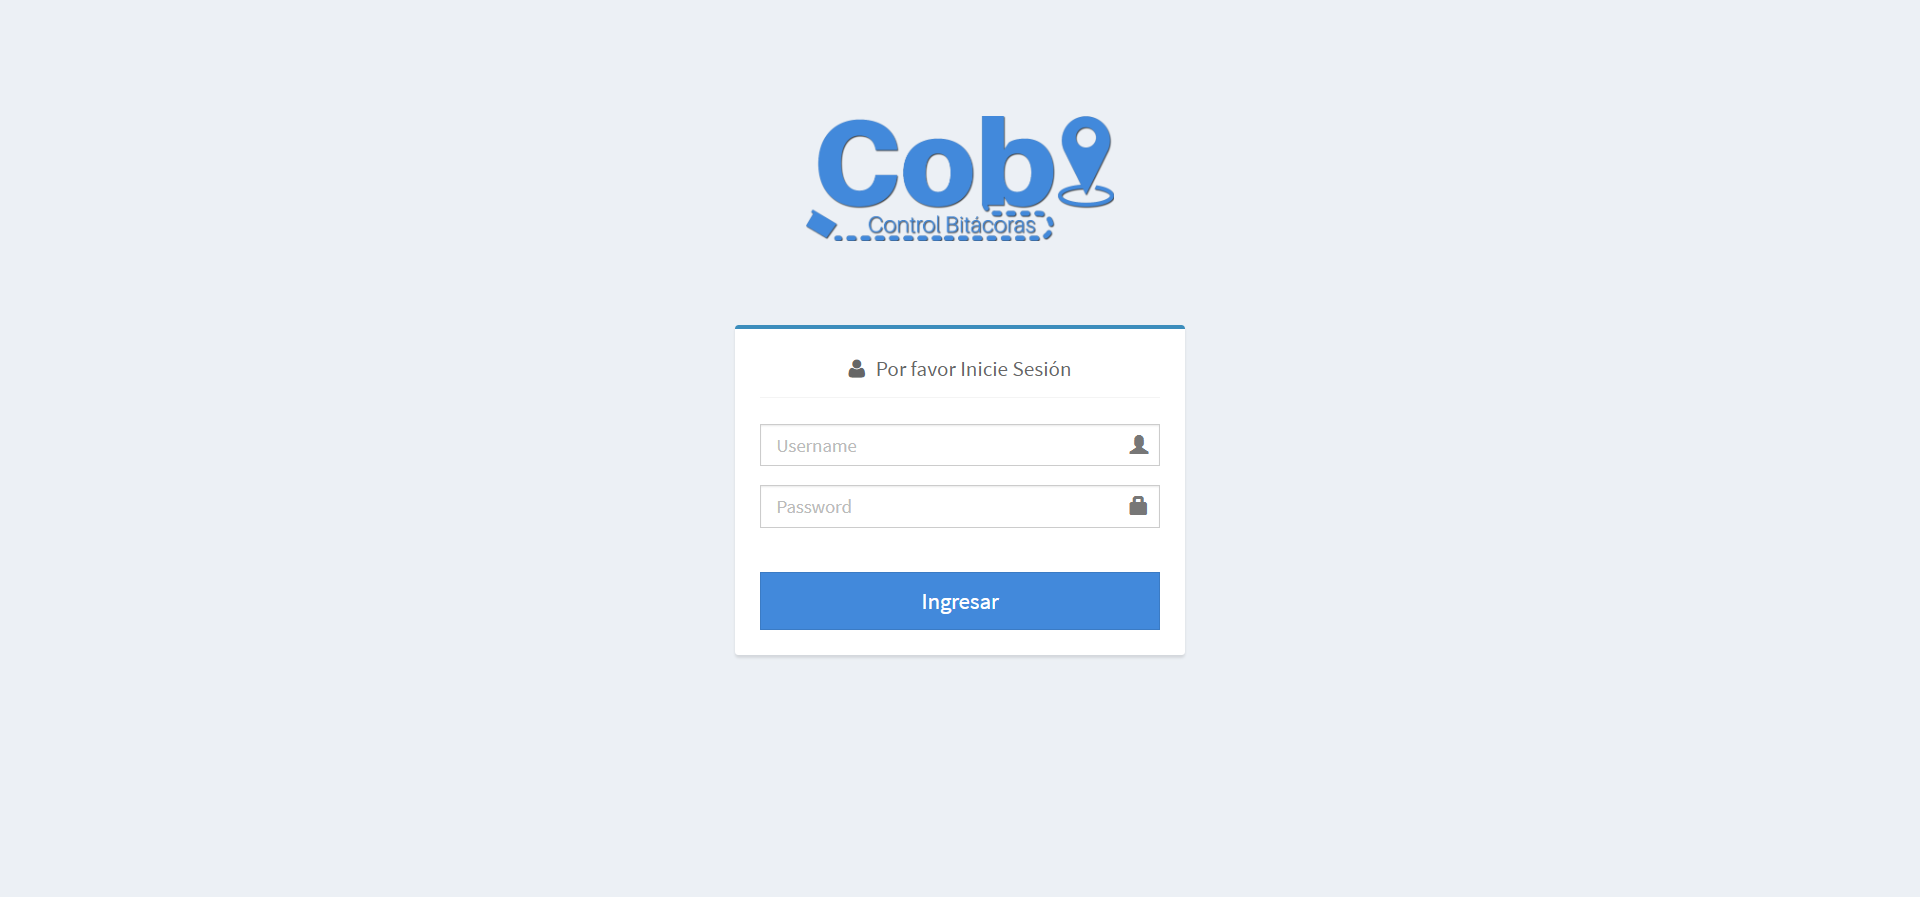 Cob
Control Bitácoras
Por favor Inicie Sesión
Username
Password
Ingresar